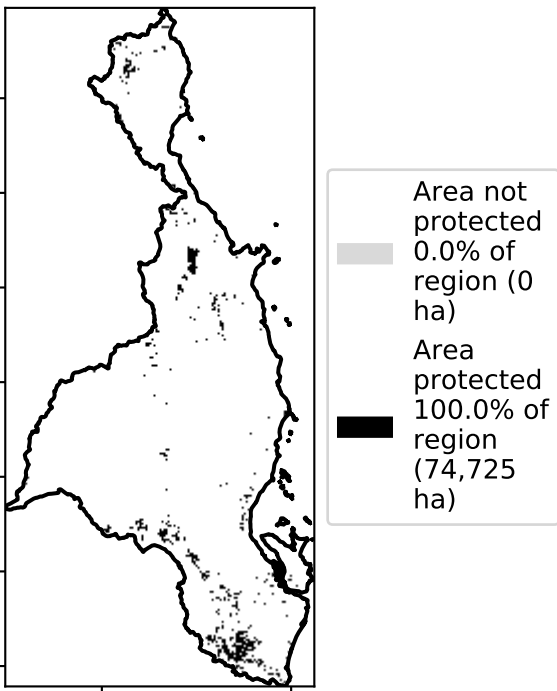 Area not
protected
0.0% of
region (0
ha)
Area
protected
100.0% of
region
(74,725
ha)